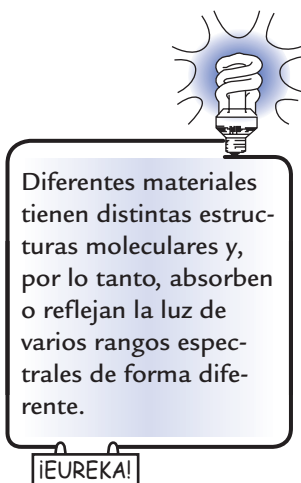 Diferentes materiales
tienen distintas estruc-
turas moleculares y,
por lo tanto, absorben
o reflejan la luz de
varios rangos espec-
trales de forma dife-
rente.
¡EUREKA!